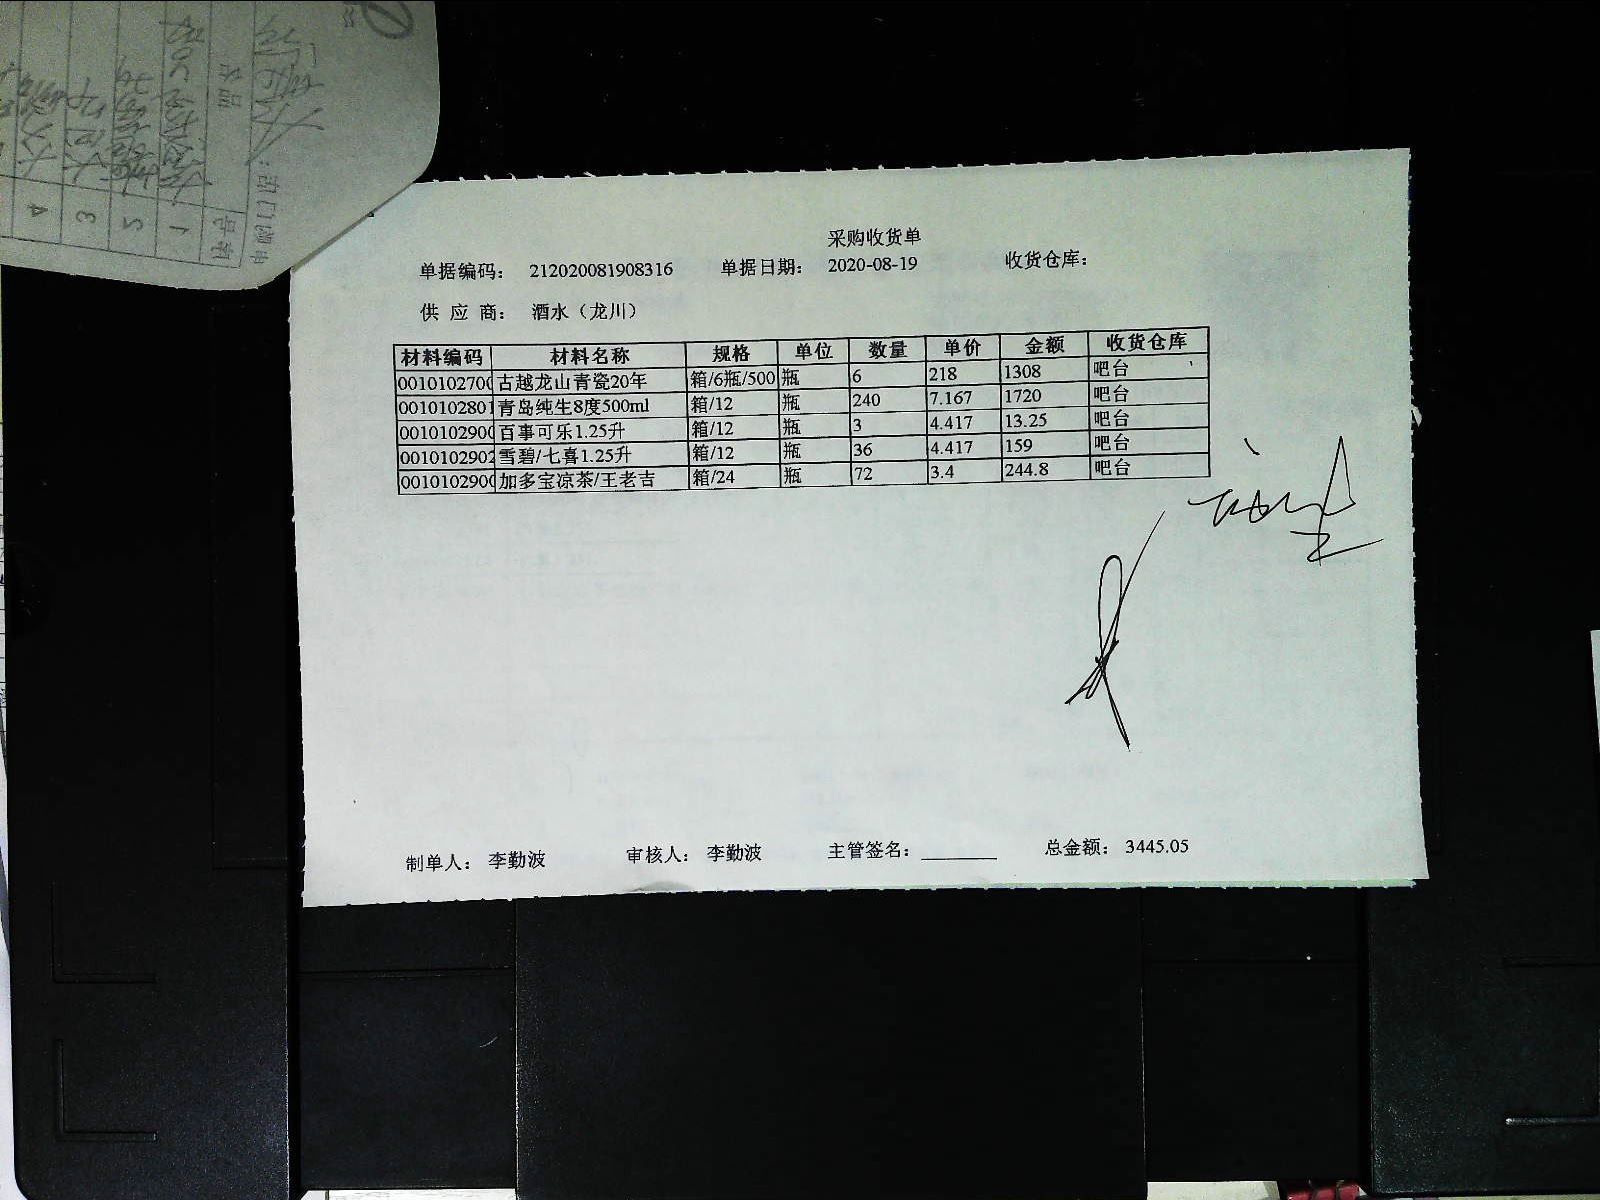 采购收货单
单据编码： 212020081908316 单据日期： 2020-08-19 收货仓库：
供 应 商： 酒水（龙川）
材料编码 材料名称 规格 单位 数量 单价 金额 收货仓库
001010270 古越龙山青瓷20年 箱/6瓶/500 瓶 6 218 1308 吧台
001010280 青岛纯生8度500ml 箱/12 瓶 240 7.167 1720 吧台
001010290 百事可乐1.25升 箱/12 瓶 3 4.417 13.25 吧台
001010290 雪碧/七喜1.25升 箱/12 瓶 36 4.417 159 吧台
001010290 加多宝凉茶/王老吉 箱/24 瓶 72 3.4 244.8 吧台
制单人： 李勤波 审核人： 李勤波 主管签名： 总金额： 3445.05